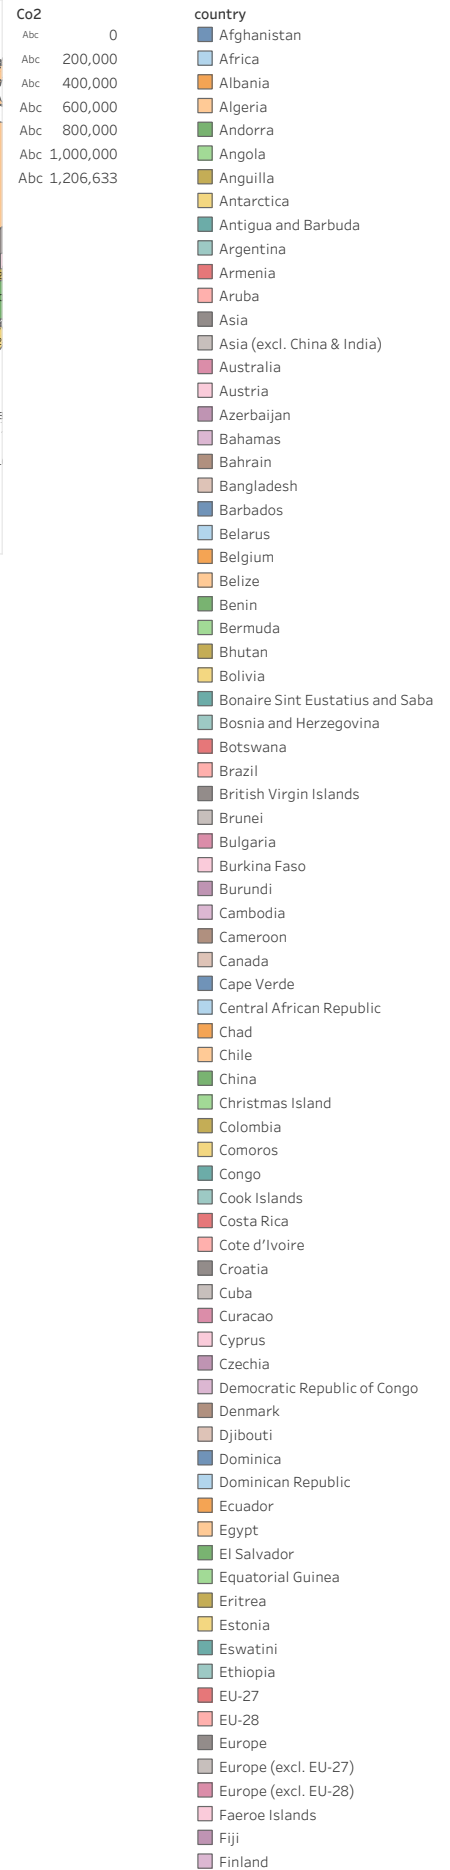 Co2
Abc 0
Abc 200,000
Abc 400,000
Abc 600,000
Abc 800,000
Abc 1,000,000
Abc 1,206,633
country
Afghanistan
Africa
Albania
Algeria
Andorra
Angola
Anguilla
Antarctica
Antigua and Barbuda
Argentina
Armenia
Aruba
Asia
Asia (excl. China & India)
Australia
Austria
Azerbaijan
Bahamas
Bahrain
Bangladesh
Barbados
Belarus
Belgium
Belize
Benin
Bermuda
Bhutan
Bolivia
Bonaire Sint Eustatius and Saba
Bosnia and Herzegovina
Botswana
Brazil
British Virgin Islands
Brunei
Bulgaria
Burkina Faso
Burundi
Cambodia
Cameroon
Canada
Cape Verde
Central African Republic
Chad
Chile
China
Christmas Island
Colombia
Comoros
Congo
Cook Islands
Costa Rica
Cote d'Ivoire
Croatia
Cuba
Curacao
Cyprus
Czechia
Democratic Republic of Congo
Denmark
Djibouti
Dominica
Dominican Republic
Ecuador
Egypt
El Salvador
Equatorial Guinea
Eritrea
Estonia
Eswatini
Ethiopia
EU-27
EU-28
Europe
Europe (excl. EU-27)
Europe (excl. EU-28)
Faeroe Islands
Fiji
Finland